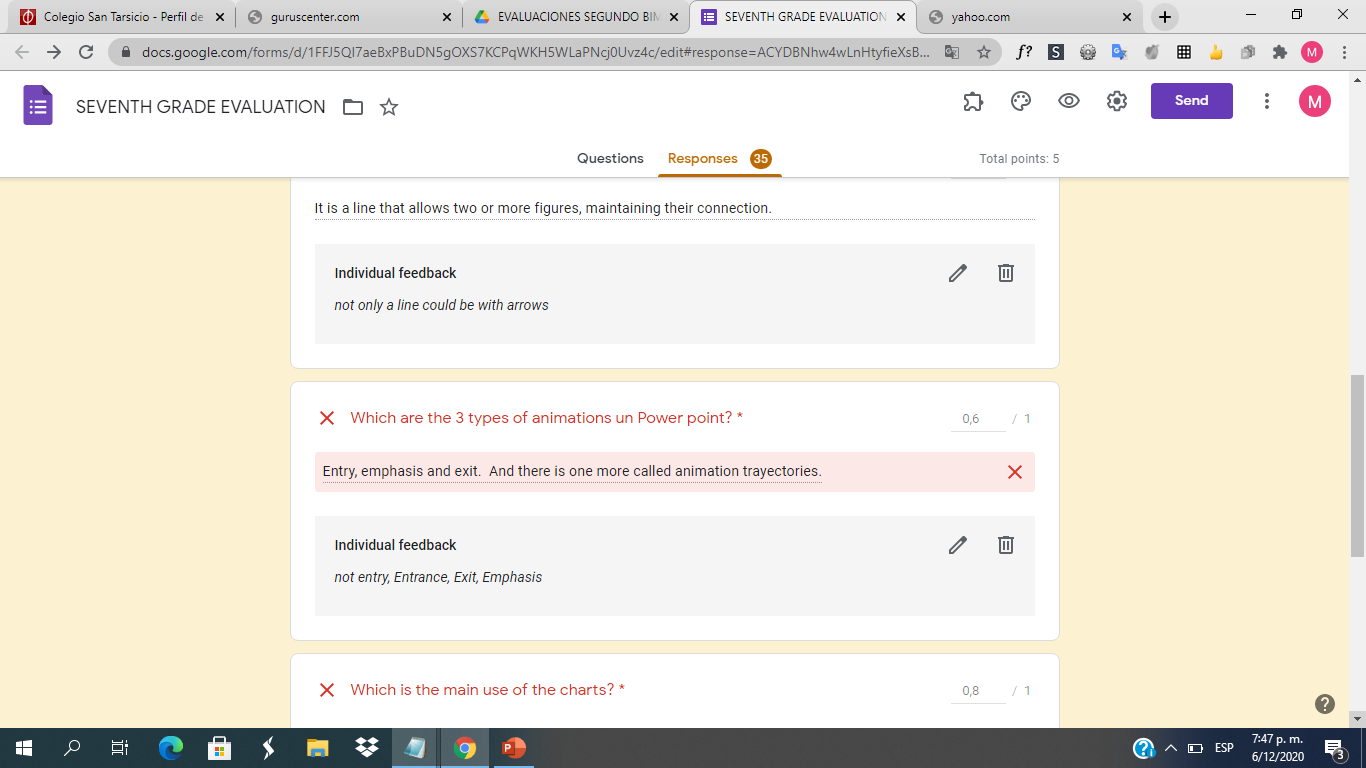 Colegio San Tarsicio - Perfil de
guruscenter.com
EVALUACIONES SEGUNDO BIM
SEVENTH GRADE EVALUATION
yahoo.com
docs.google.com/forms/d/1FFJ5QI7aeBxPBuDN5gOXS7KCPqWKH5WLaPNcj0Uvz4c/edit#response=ACYDBNhw4wLnHtyfieXsB...
f?
S
M
SEVENTH GRADE EVALUATION
Send
M
Questions
Responses 35
Total points: 5
It is a line that allows two or more figures, maintaining their connection.
Individual feedback
not only a line could be with arrows
Which are the 3 types of animations un Power point? *
0,6 / 1
Entry, emphasis and exit. And there is one more called animation trayectories.
Individual feedback
not entry, Entrance, Exit, Emphasis
Which is the main use of the charts? *
0,8 / 1
ESP
7:47 p. m.
6/12/2020
3